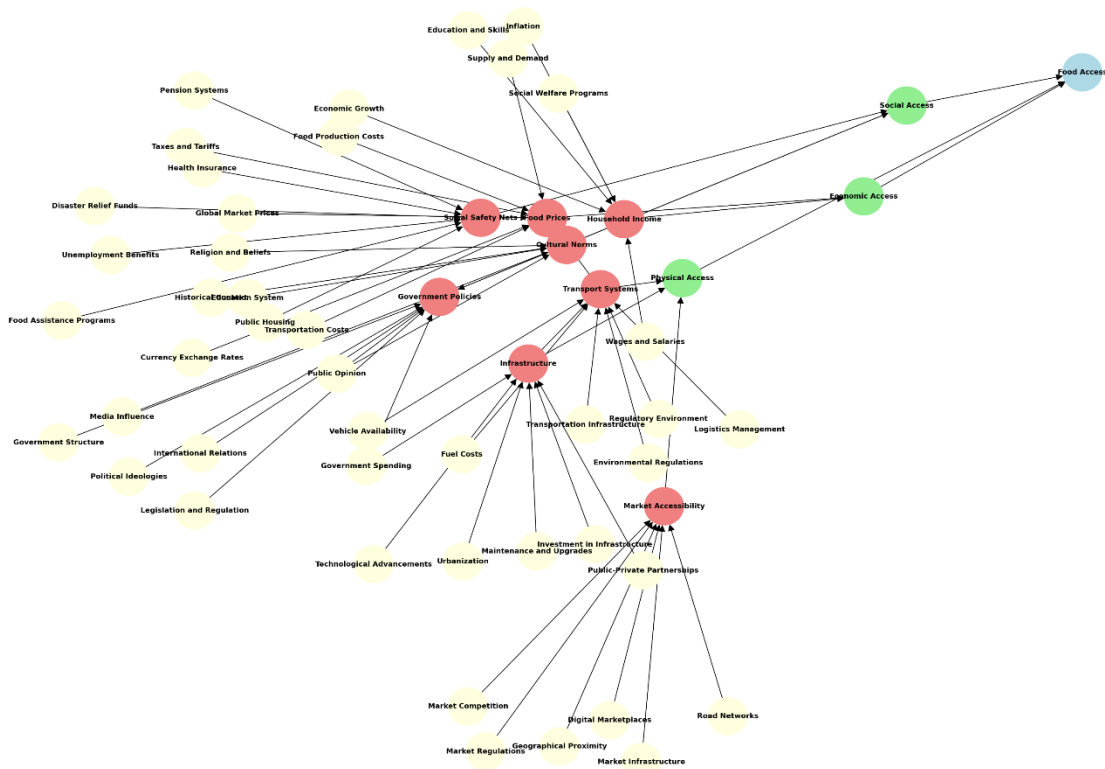 Inflation
Education and Skills
Supply and Demand
Food Access
Pension Systems
Social Welfare Programs
Economic Growth
Social Access
Food Production Costs
Taxes and Tariffs
Health Insurance
Economic Access
Disaster Relief Funds
Global Market Prices
Social Safety Nets
Food Prices
Household Income
Cultural Norms
Unemployment Benefits
Religion and Beliefs
Physical Access
Transport Systems
Government Policies
Historical Context
Education System
Food Assistance Programs
Public Housing
Transportation Costs
Wages and Salaries
Currency Exchange Rates
Infrastructure
Public Opinion
Media Influence
Regulatory Environment
Transportation Infrastructure
Logistics Management
Vehicle Availability
Government Structure
International Relations
Fuel Costs
Government Spending
Environmental Regulations
Political Ideologies
Market Accessibility
Legislation and Regulation
Investment in Infrastructure
Maintenance and Upgrades
Urbanization
Technological Advancements
Public-Private Partnerships
Market Competition
Road Networks
Digital Marketplaces
Geographical Proximity
Market Regulations
Market Infrastructure